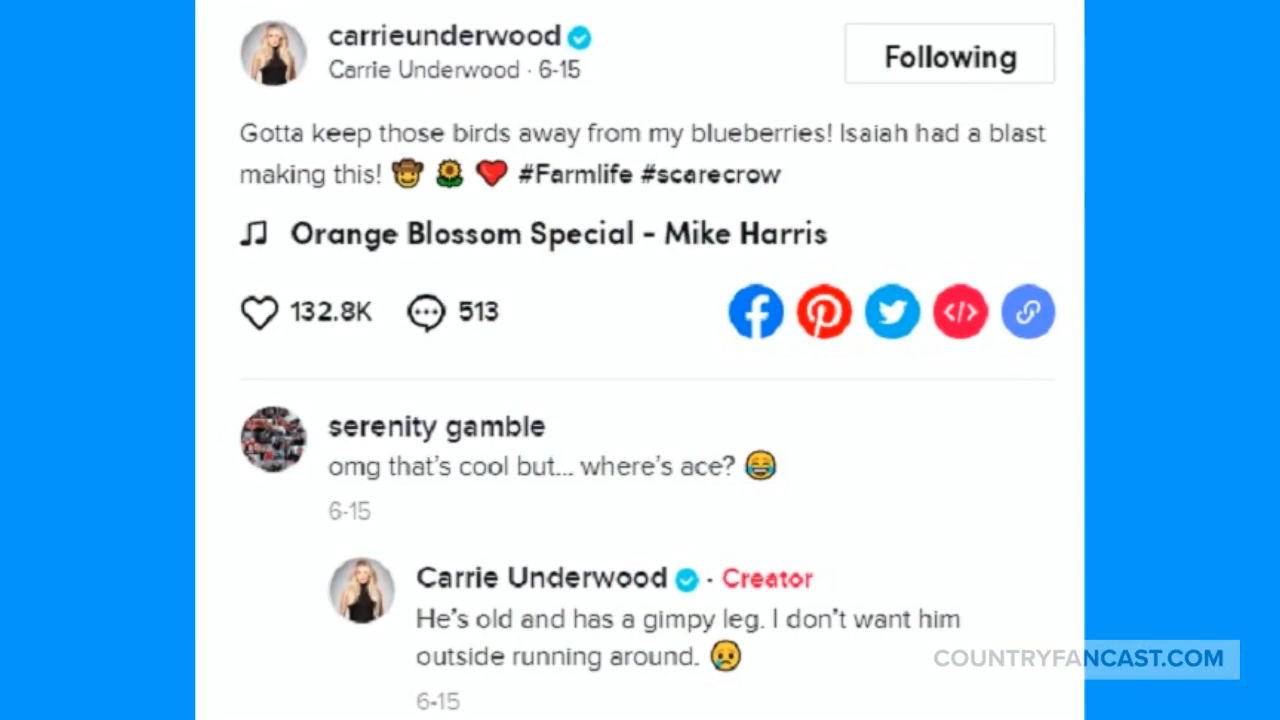 carrieunderwood
Carrie Underwood · 6-15
Following
Gotta keep those birds away from my blueberries! Isaiah had a blast
making this! 🤠 🌻 ❤️ #Farmlife #scarecrow
Orange Blossom Special - Mike Harris
132.8K
513
serenity gamble
omg that's cool but... where's ace? 😂
6-15
Carrie Underwood · Creator
He's old and has a gimpy leg. I don't want him
outside running around. 😢
6-15
COUNTRYFANCAST.COM